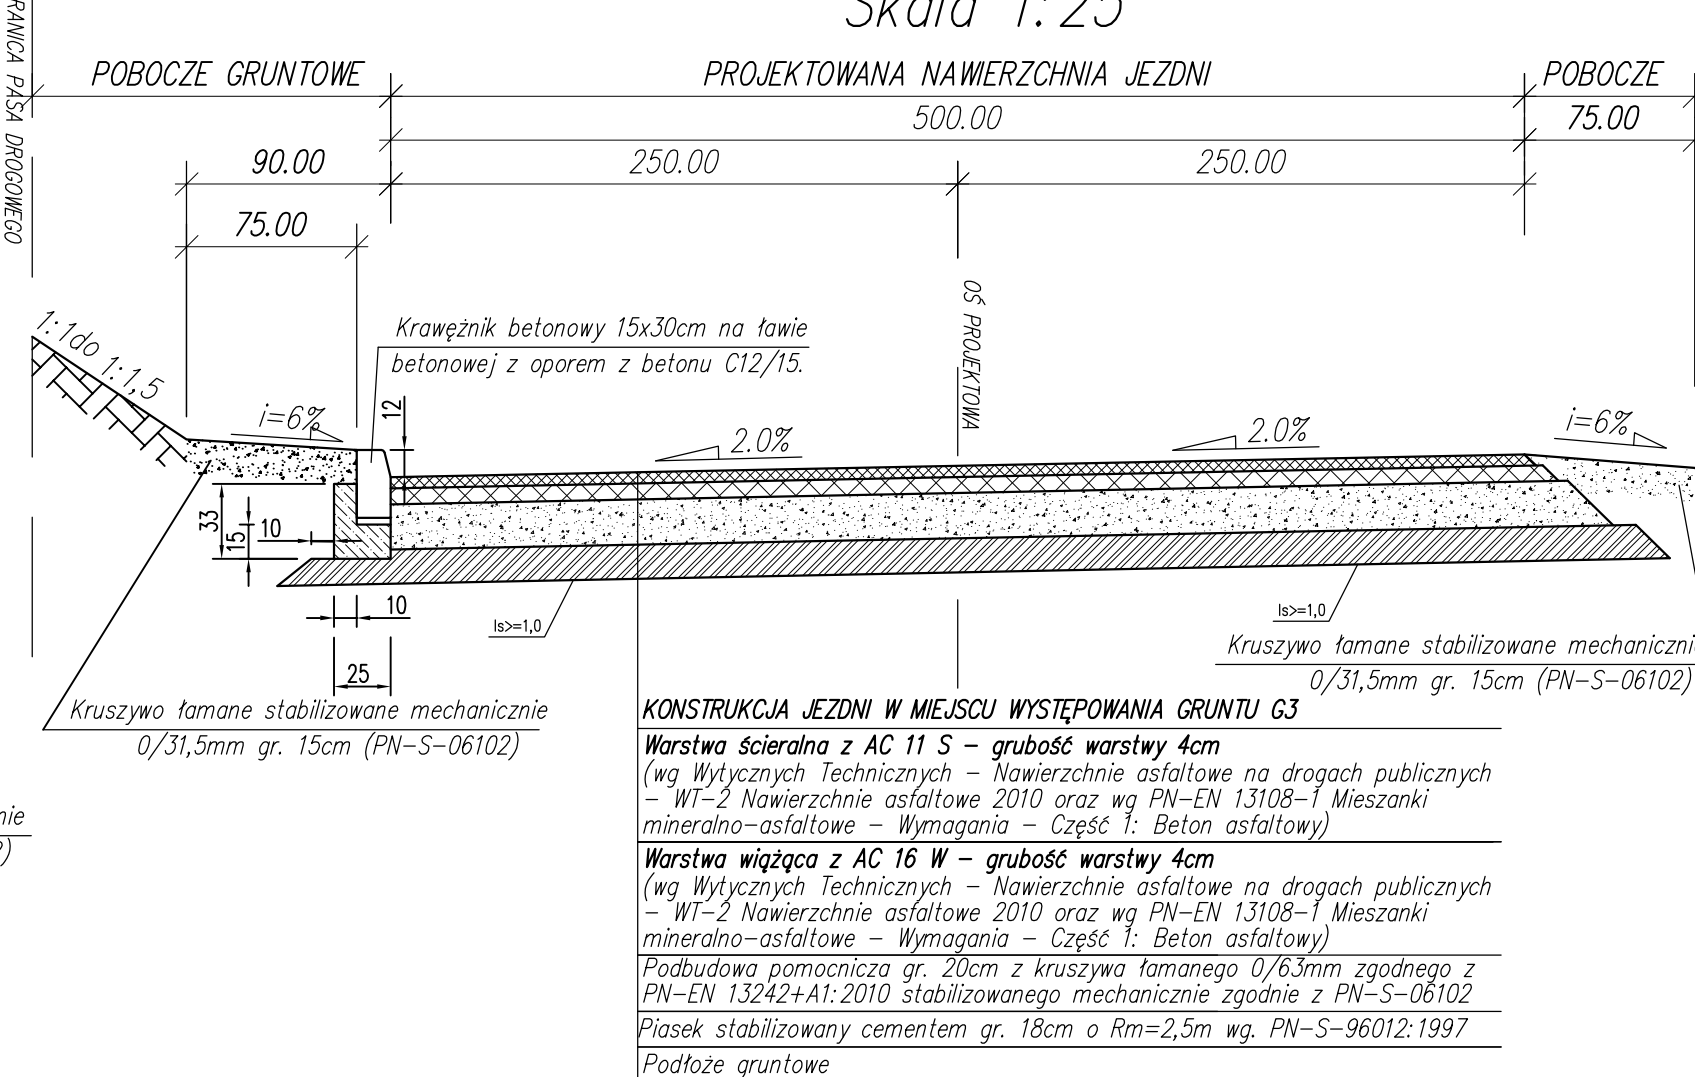 Skala 1:25
GRANICA PASA DROGOWEGO
POBOCZE GRUNTOWE
PROJEKTOWANA NAWIERZCHNIA JEZDNI
POBOCZE
500.00
75.00
90.00
250.00
250.00
75.00
OŚ PROJEKTOWA
1:1do 1:1,5
Krawężnik betonowy 15x30cm na ławie
betonowej z oporem z betonu C12/15.
12
i=6%
2.0%
2.0%
i=6%
33
15
10
10
25
Is>=1,0
Is>=1,0
Kruszywo łamane stabilizowane mechanicznie
0/31,5mm gr. 15cm (PN-S-06102)
Kruszywo łamane stabilizowane mechanicznie
0/31,5mm gr. 15cm (PN-S-06102)
nie
)
KONSTRUKCJA JEZDNI W MIEJSCU WYSTĘPOWANIA GRUNTU G3
Warstwa ścieralna z AC 11 S – grubość warstwy 4cm
(wg Wytycznych Technicznych – Nawierzchnie asfaltowe na drogach publicznych
– WT-2 Nawierzchnie asfaltowe 2010 oraz wg PN-EN 13108-1 Mieszanki
mineralno-asfaltowe – Wymagania – Część 1: Beton asfaltowy)
Warstwa wiążąca z AC 16 W – grubość warstwy 4cm
(wg Wytycznych Technicznych – Nawierzchnie asfaltowe na drogach publicznych
– WT-2 Nawierzchnie asfaltowe 2010 oraz wg PN-EN 13108-1 Mieszanki
mineralno-asfaltowe – Wymagania – Część 1: Beton asfaltowy)
Podbudowa pomocnicza gr. 20cm z kruszywa łamanego 0/63mm zgodnego z
PN-EN 13242+A1:2010 stabilizowanego mechanicznie zgodnie z PN-S-06102
Piasek stabilizowany cementem gr. 18cm o Rm=2,5m wg. PN-S-96012:1997
Podłoże gruntowe